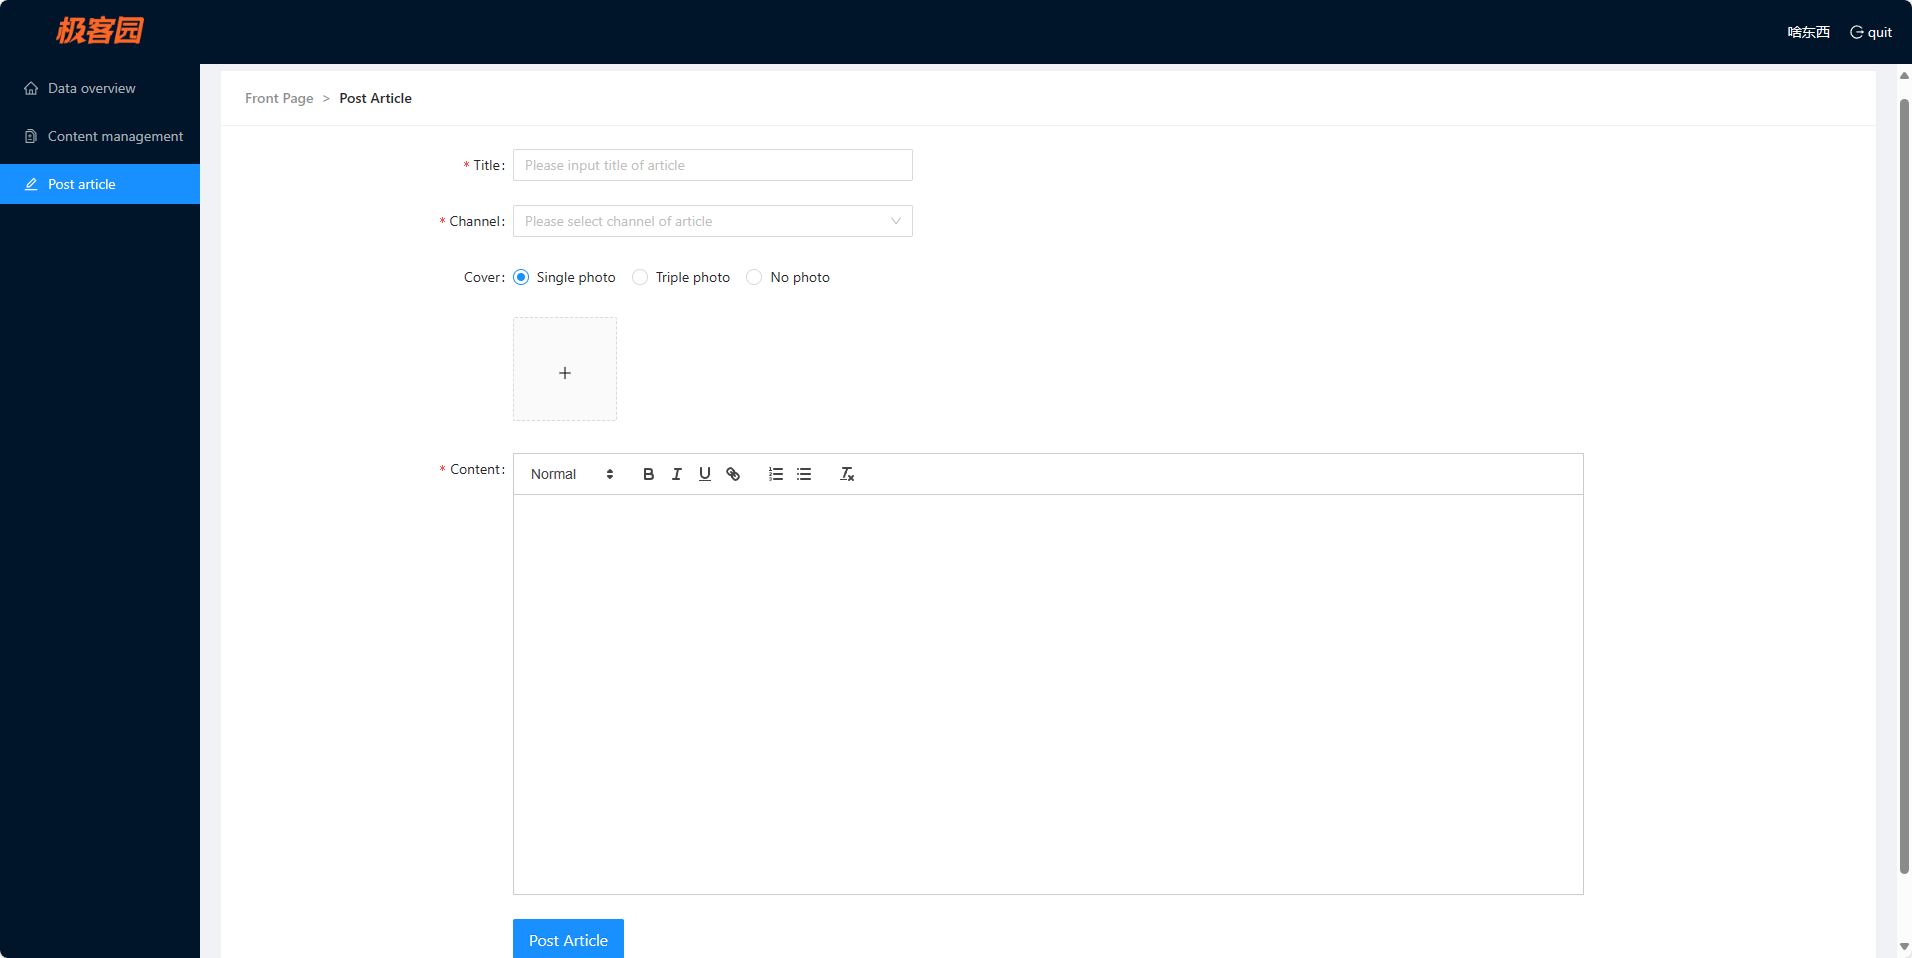 极客园
啥东西 quit
Data overview
Content management
Post article
Front Page > Post Article
* Title:
Please input title of article
* Channel:
Please select channel of article
Cover: Single photo Triple photo No photo
+
* Content:
Normal B I U
Post Article